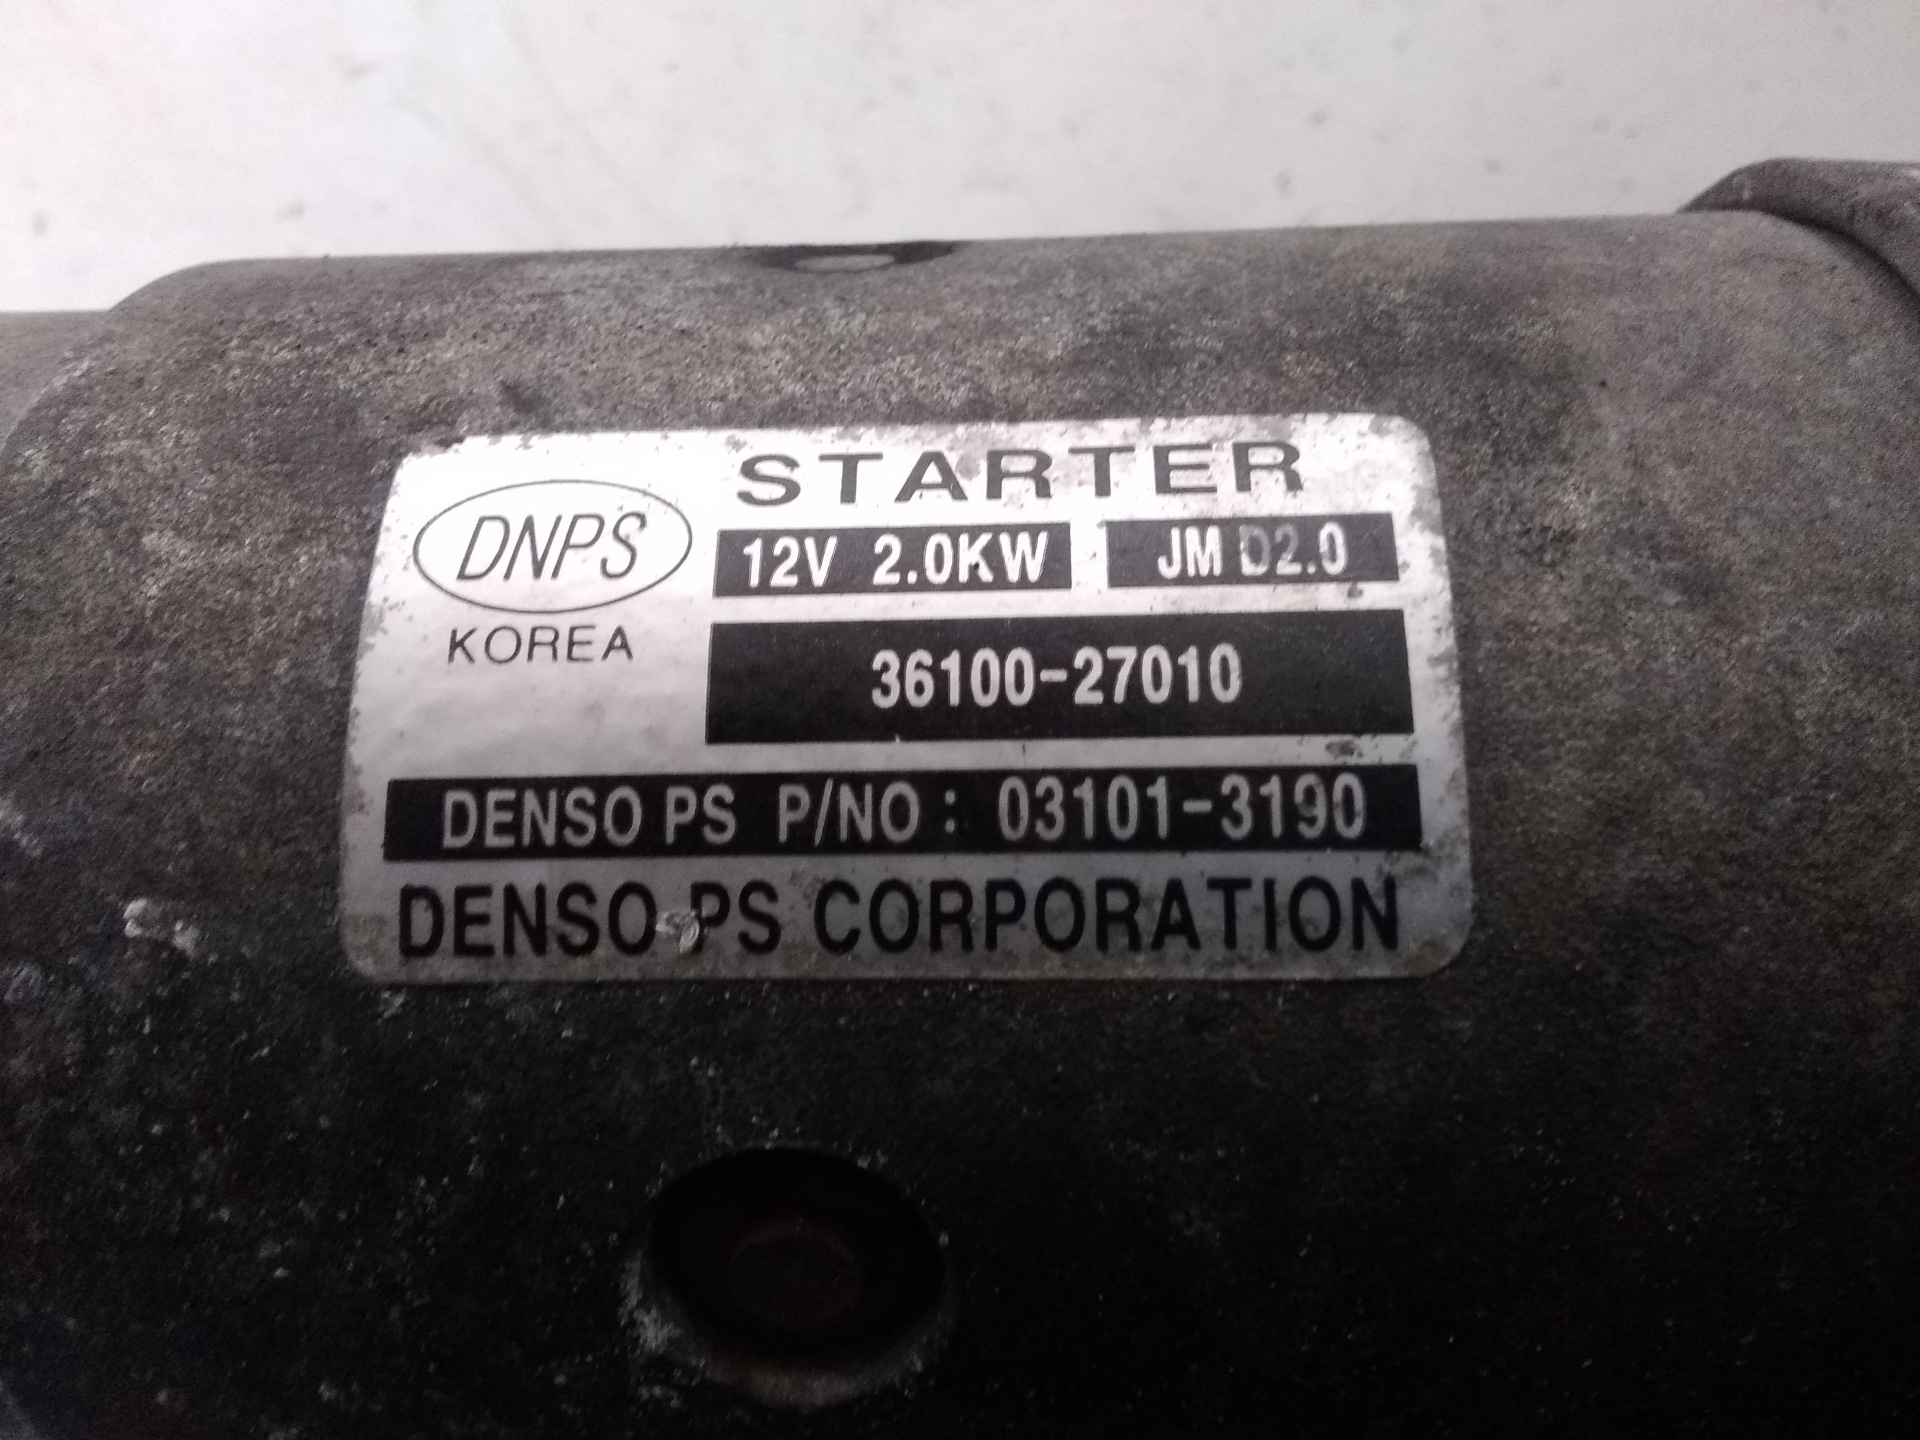 STARTER
DNPS
12V 2.0KW JM D2.0
KOREA
36100-27010
DENSO PS P/NO : 03101-3190
DENSO PS CORPORATION